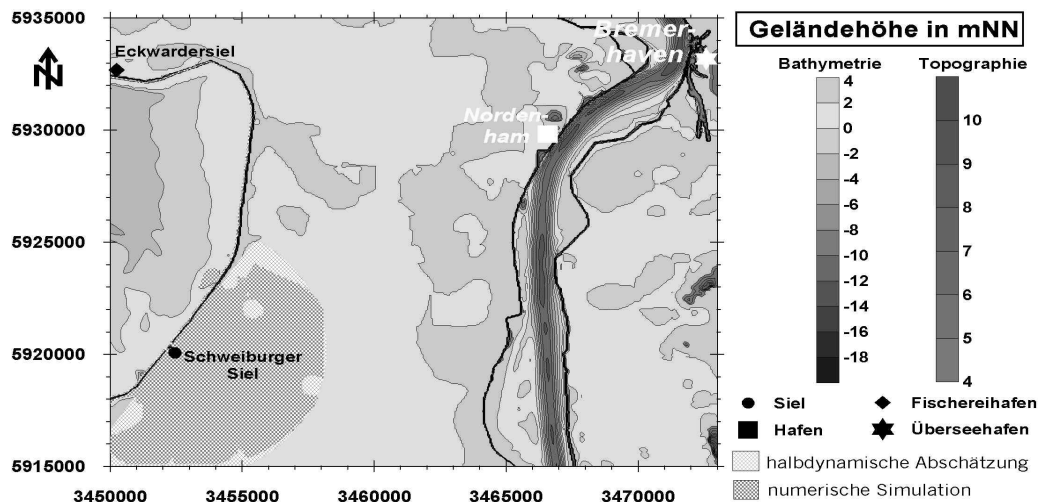 5935000
5930000
5925000
5920000
5915000
3450000 3455000 3460000 3465000 3470000
N
Eckwardersiel
Bremer-
haven
Norden-
ham
Schweiburger
Siel
Geländehöhe in mNN
Bathymetrie Topographie
4
2
0
-2
-4
-6
-8
-10
-12
-14
-16
-18
10
9
8
7
6
5
4
Siel Fischereihafen
Hafen Überseehafen
halbdynamische Abschätzung
numerische Simulation